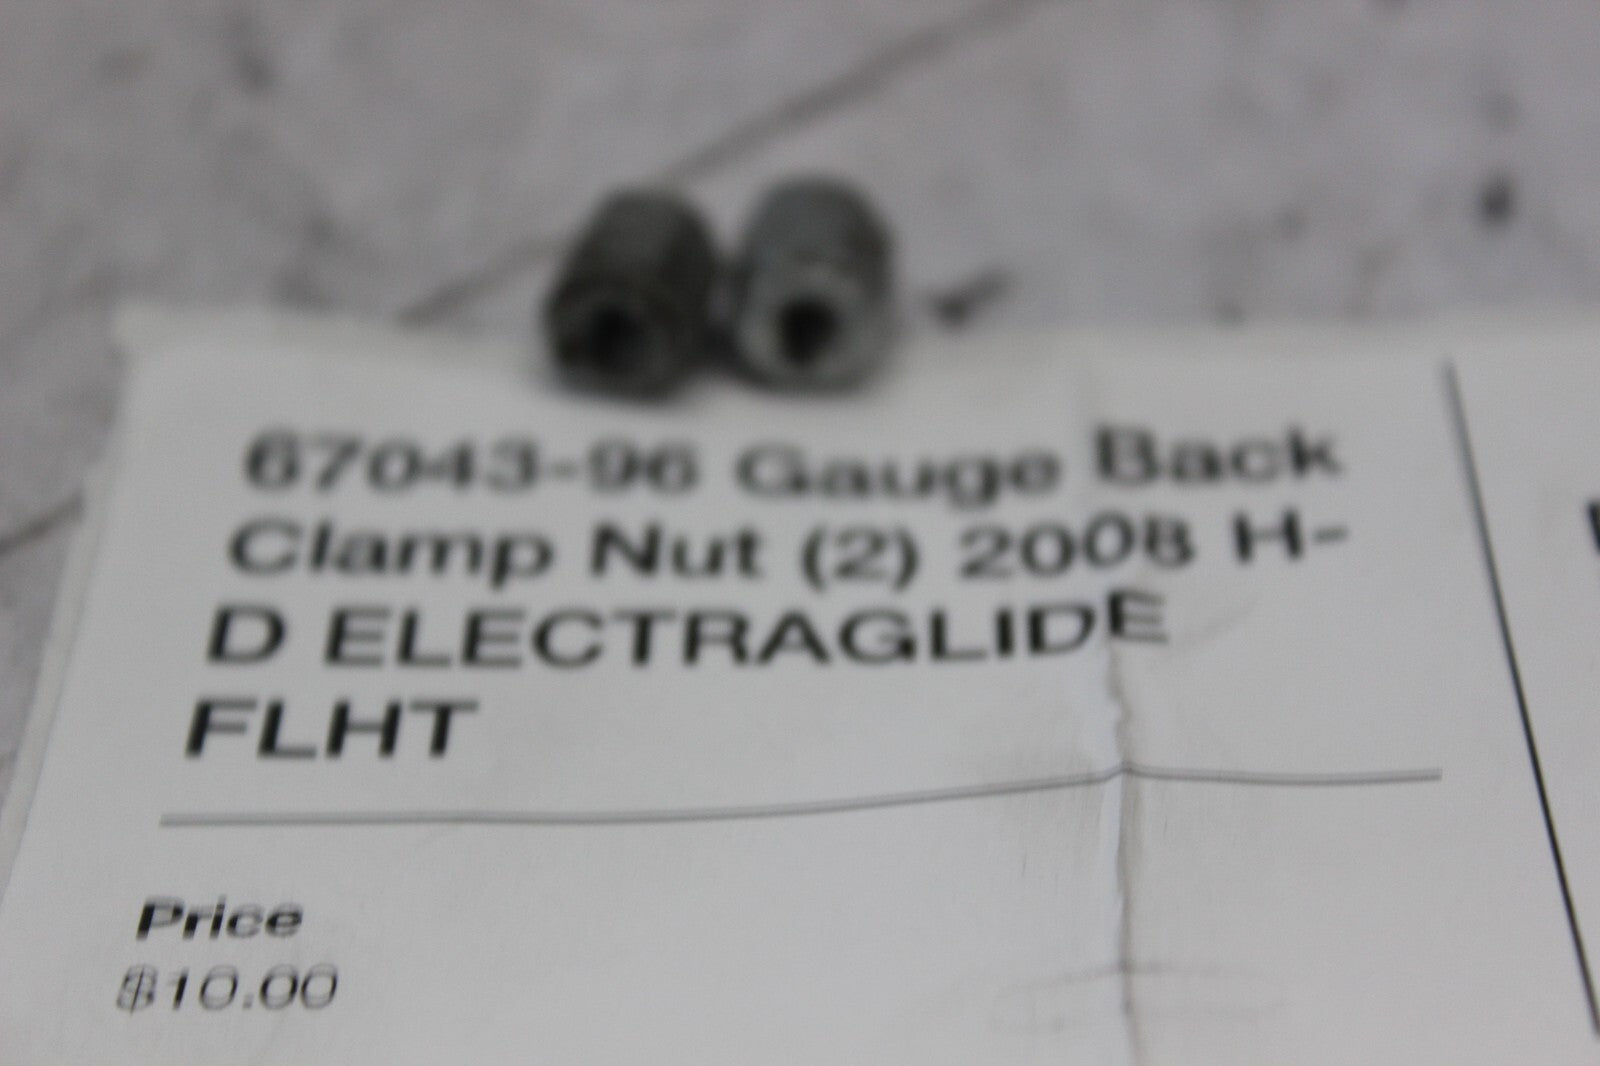 67043-96 Gauge Back
Clamp Nut (2) 2008 H-
D ELECTRAGLIDE
FLHT
Price
$10.00